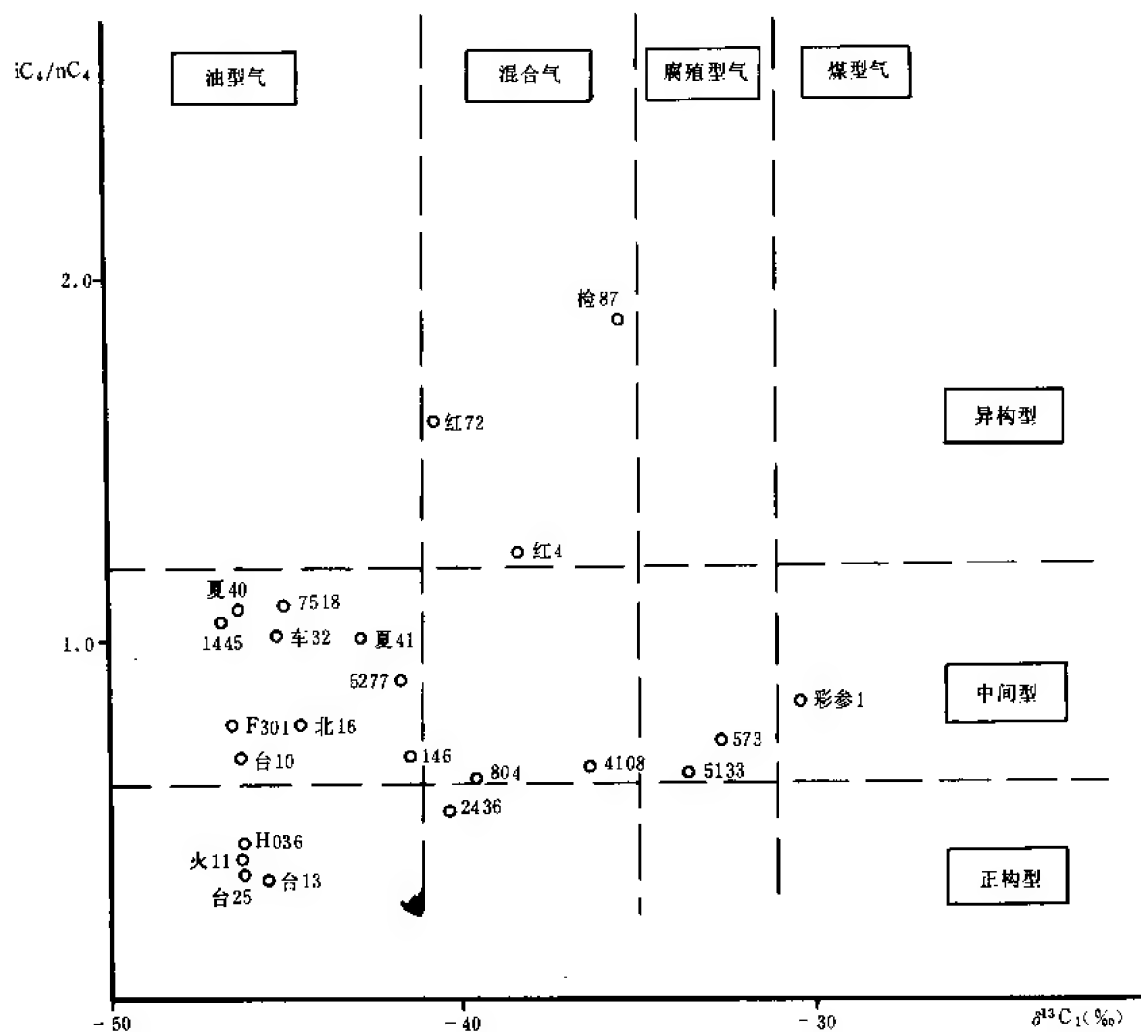 iC₄/nC₄
油型气
混合气
腐殖型气
煤型气
2.0
检87
红72
异构型
红4
夏40
7518
1445
车32
夏41
1.0
5277
彩参1
中间型
F301
北16
台10
146
573
804
4108
5133
2436
H036
火11
台13
台25
正构型
-50
-40
-30
δ¹³C₁(‰)